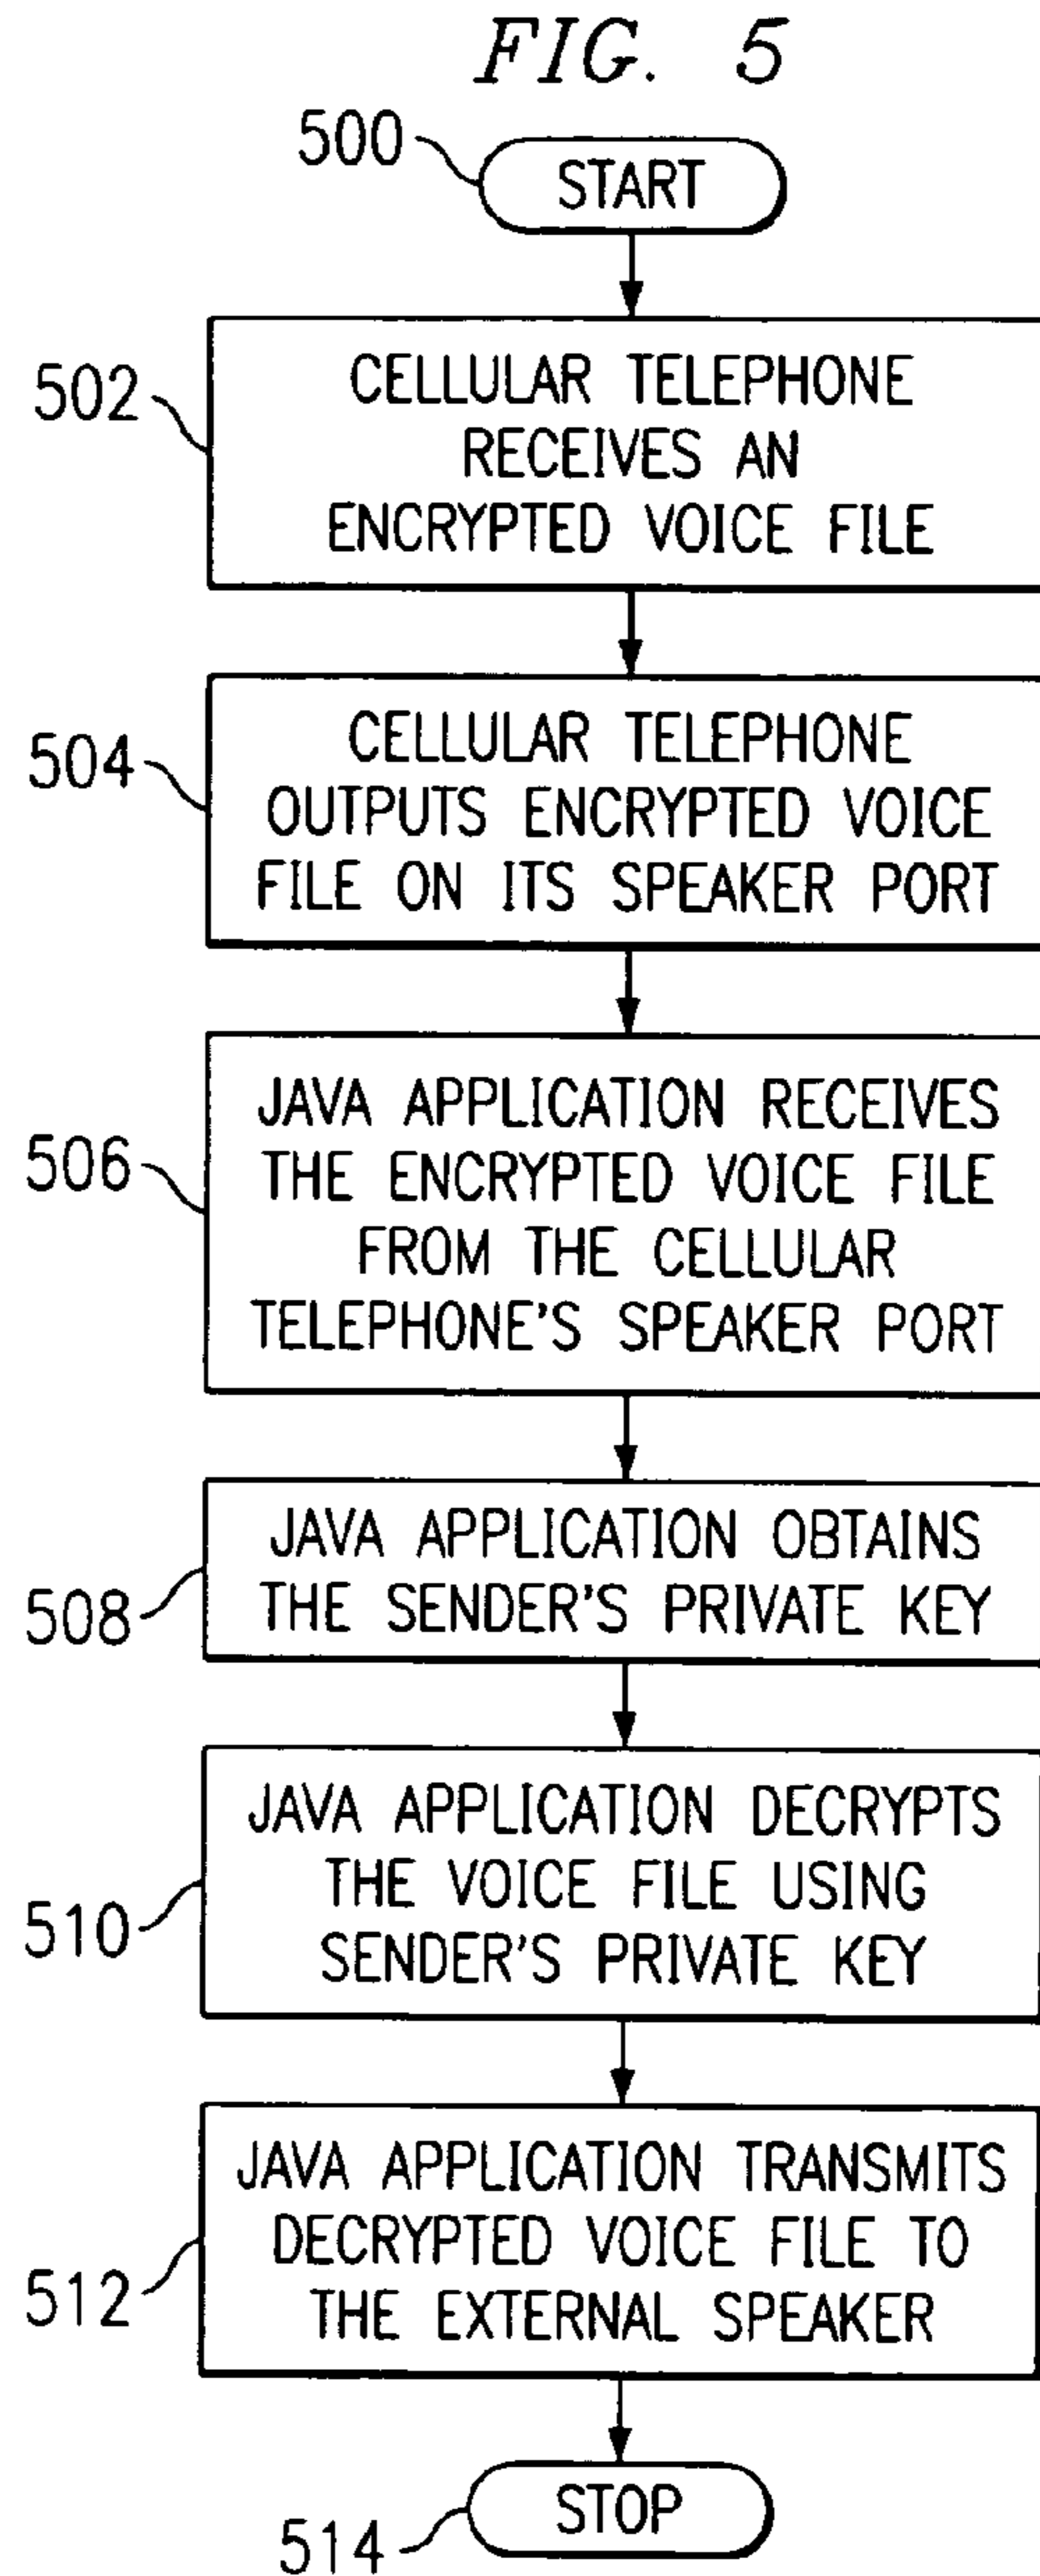 FIG. 5
500
START
502
CELLULAR TELEPHONE
RECEIVES AN
ENCRYPTED VOICE FILE
504
CELLULAR TELEPHONE
OUTPUTS ENCRYPTED VOICE
FILE ON ITS SPEAKER PORT
506
JAVA APPLICATION RECEIVES
THE ENCRYPTED VOICE FILE
FROM THE CELLULAR
TELEPHONE'S SPEAKER PORT
508
JAVA APPLICATION OBTAINS
THE SENDER'S PRIVATE KEY
510
JAVA APPLICATION DECRYPTS
THE VOICE FILE USING
SENDER'S PRIVATE KEY
512
JAVA APPLICATION TRANSMITS
DECRYPTED VOICE FILE TO
THE EXTERNAL SPEAKER
514
STOP